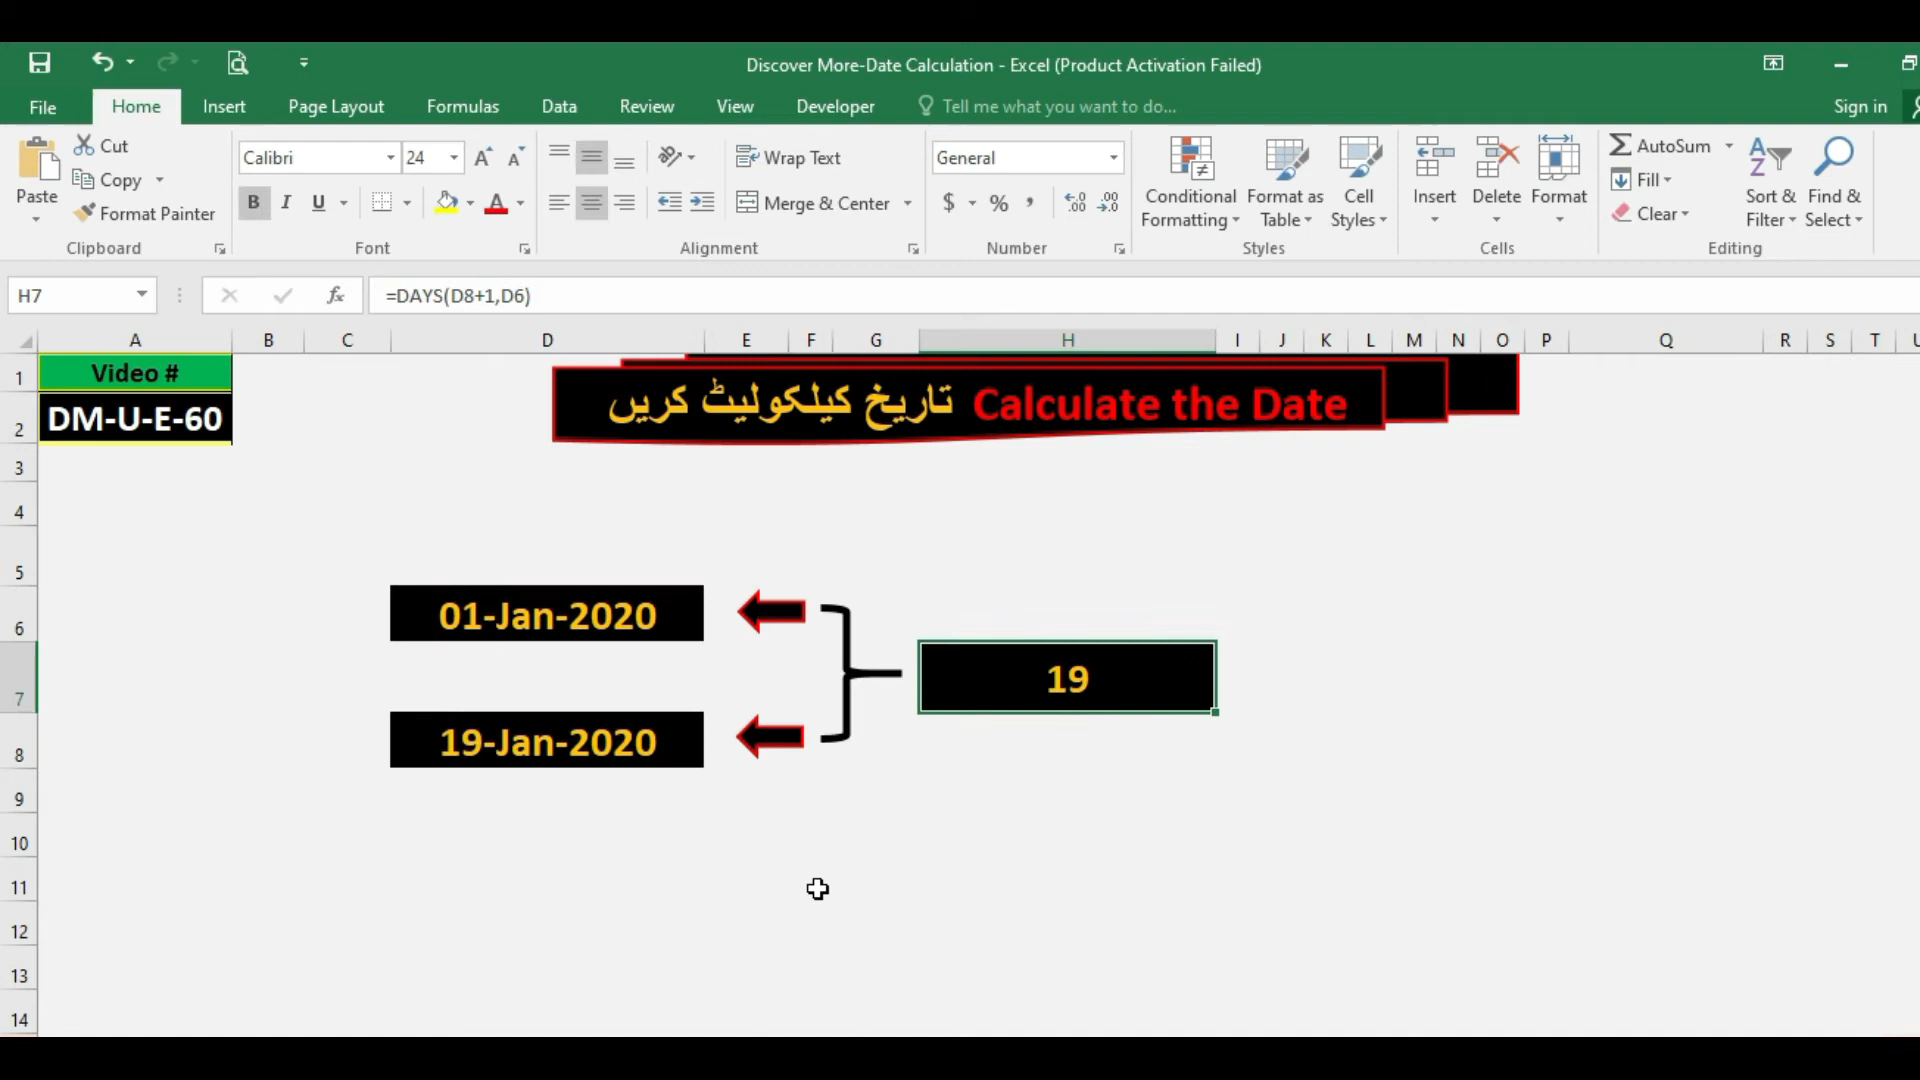 Discover More-Date Calculation - Excel (Product Activation Failed)
File Home Insert Page Layout Formulas Data Review View Developer Tell me what you want to do... Sign in
Paste
Cut
Copy
Format Painter
Clipboard
Calibri 24
B I U
Font
Wrap Text
Merge & Center
Alignment
General
$ % ,
Number
Conditional Formatting
Format as Table
Cell Styles
Styles
Insert Delete Format
Cells
AutoSum
Fill
Clear
Sort & Filter
Find & Select
Editing
H7 fx =DAYS(D8+1,D6)
A B C D E F G H I J K L M N O P Q R S T U
1 Video #
تاریخ کیلکولیٹ کریں Calculate the Date
2 DM-U-E-60
3
4
5
6 01-Jan-2020
7 19
8 19-Jan-2020
9
10
11
12
13
14